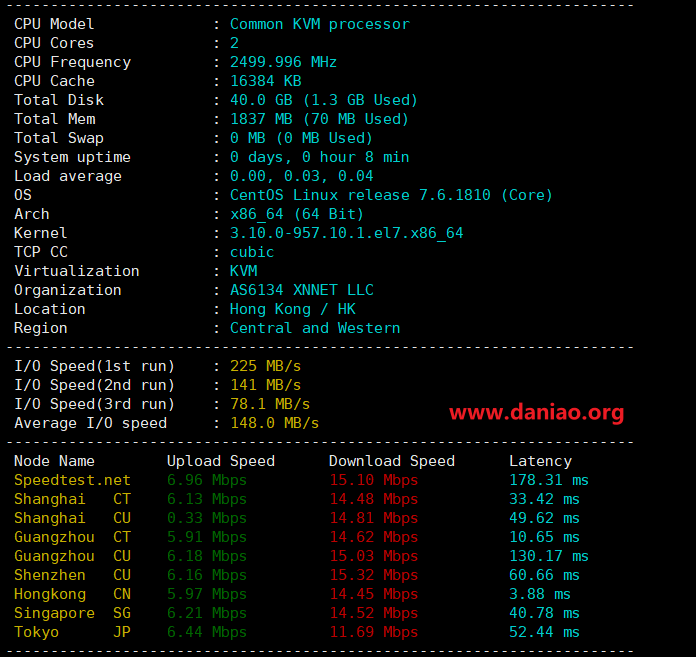 CPU Model : Common KVM processor
CPU Cores : 2
CPU Frequency : 2499.996 MHz
CPU Cache : 16384 KB
Total Disk : 40.0 GB (1.3 GB Used)
Total Mem : 1837 MB (70 MB Used)
Total Swap : 0 MB (0 MB Used)
System uptime : 0 days, 0 hour 8 min
Load average : 0.00, 0.03, 0.04
OS : CentOS Linux release 7.6.1810 (Core)
Arch : x86_64 (64 Bit)
Kernel : 3.10.0-957.10.1.el7.x86_64
TCP CC : cubic
Virtualization : KVM
Organization : AS6134 XNNET LLC
Location : Hong Kong / HK
Region : Central and Western
I/O Speed(1st run) : 225 MB/s
I/O Speed(2nd run) : 141 MB/s
I/O Speed(3rd run) : 78.1 MB/s
www.daniao.org
Average I/O speed : 148.0 MB/s
Node Name Upload Speed Download Speed Latency
Speedtest.net 6.96 Mbps 15.10 Mbps 178.31 ms
Shanghai CT 6.13 Mbps 14.48 Mbps 33.42 ms
Shanghai CU 0.33 Mbps 14.81 Mbps 49.62 ms
Guangzhou CT 5.91 Mbps 14.62 Mbps 10.65 ms
Guangzhou CU 6.18 Mbps 15.03 Mbps 130.17 ms
Shenzhen CU 6.16 Mbps 15.32 Mbps 60.66 ms
Hongkong CN 5.97 Mbps 14.45 Mbps 3.88 ms
Singapore SG 6.21 Mbps 14.52 Mbps 40.78 ms
Tokyo JP 6.44 Mbps 11.69 Mbps 52.44 ms